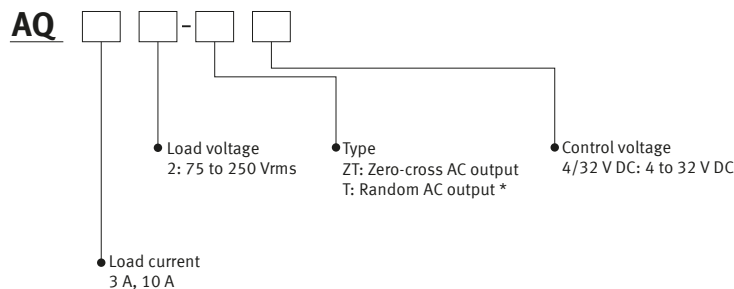 AQ -
Load voltage
2: 75 to 250 Vrms
Type
ZT: Zero-cross AC output
T: Random AC output *
Control voltage
4/32 V DC: 4 to 32 V DC
Load current
3 A, 10 A